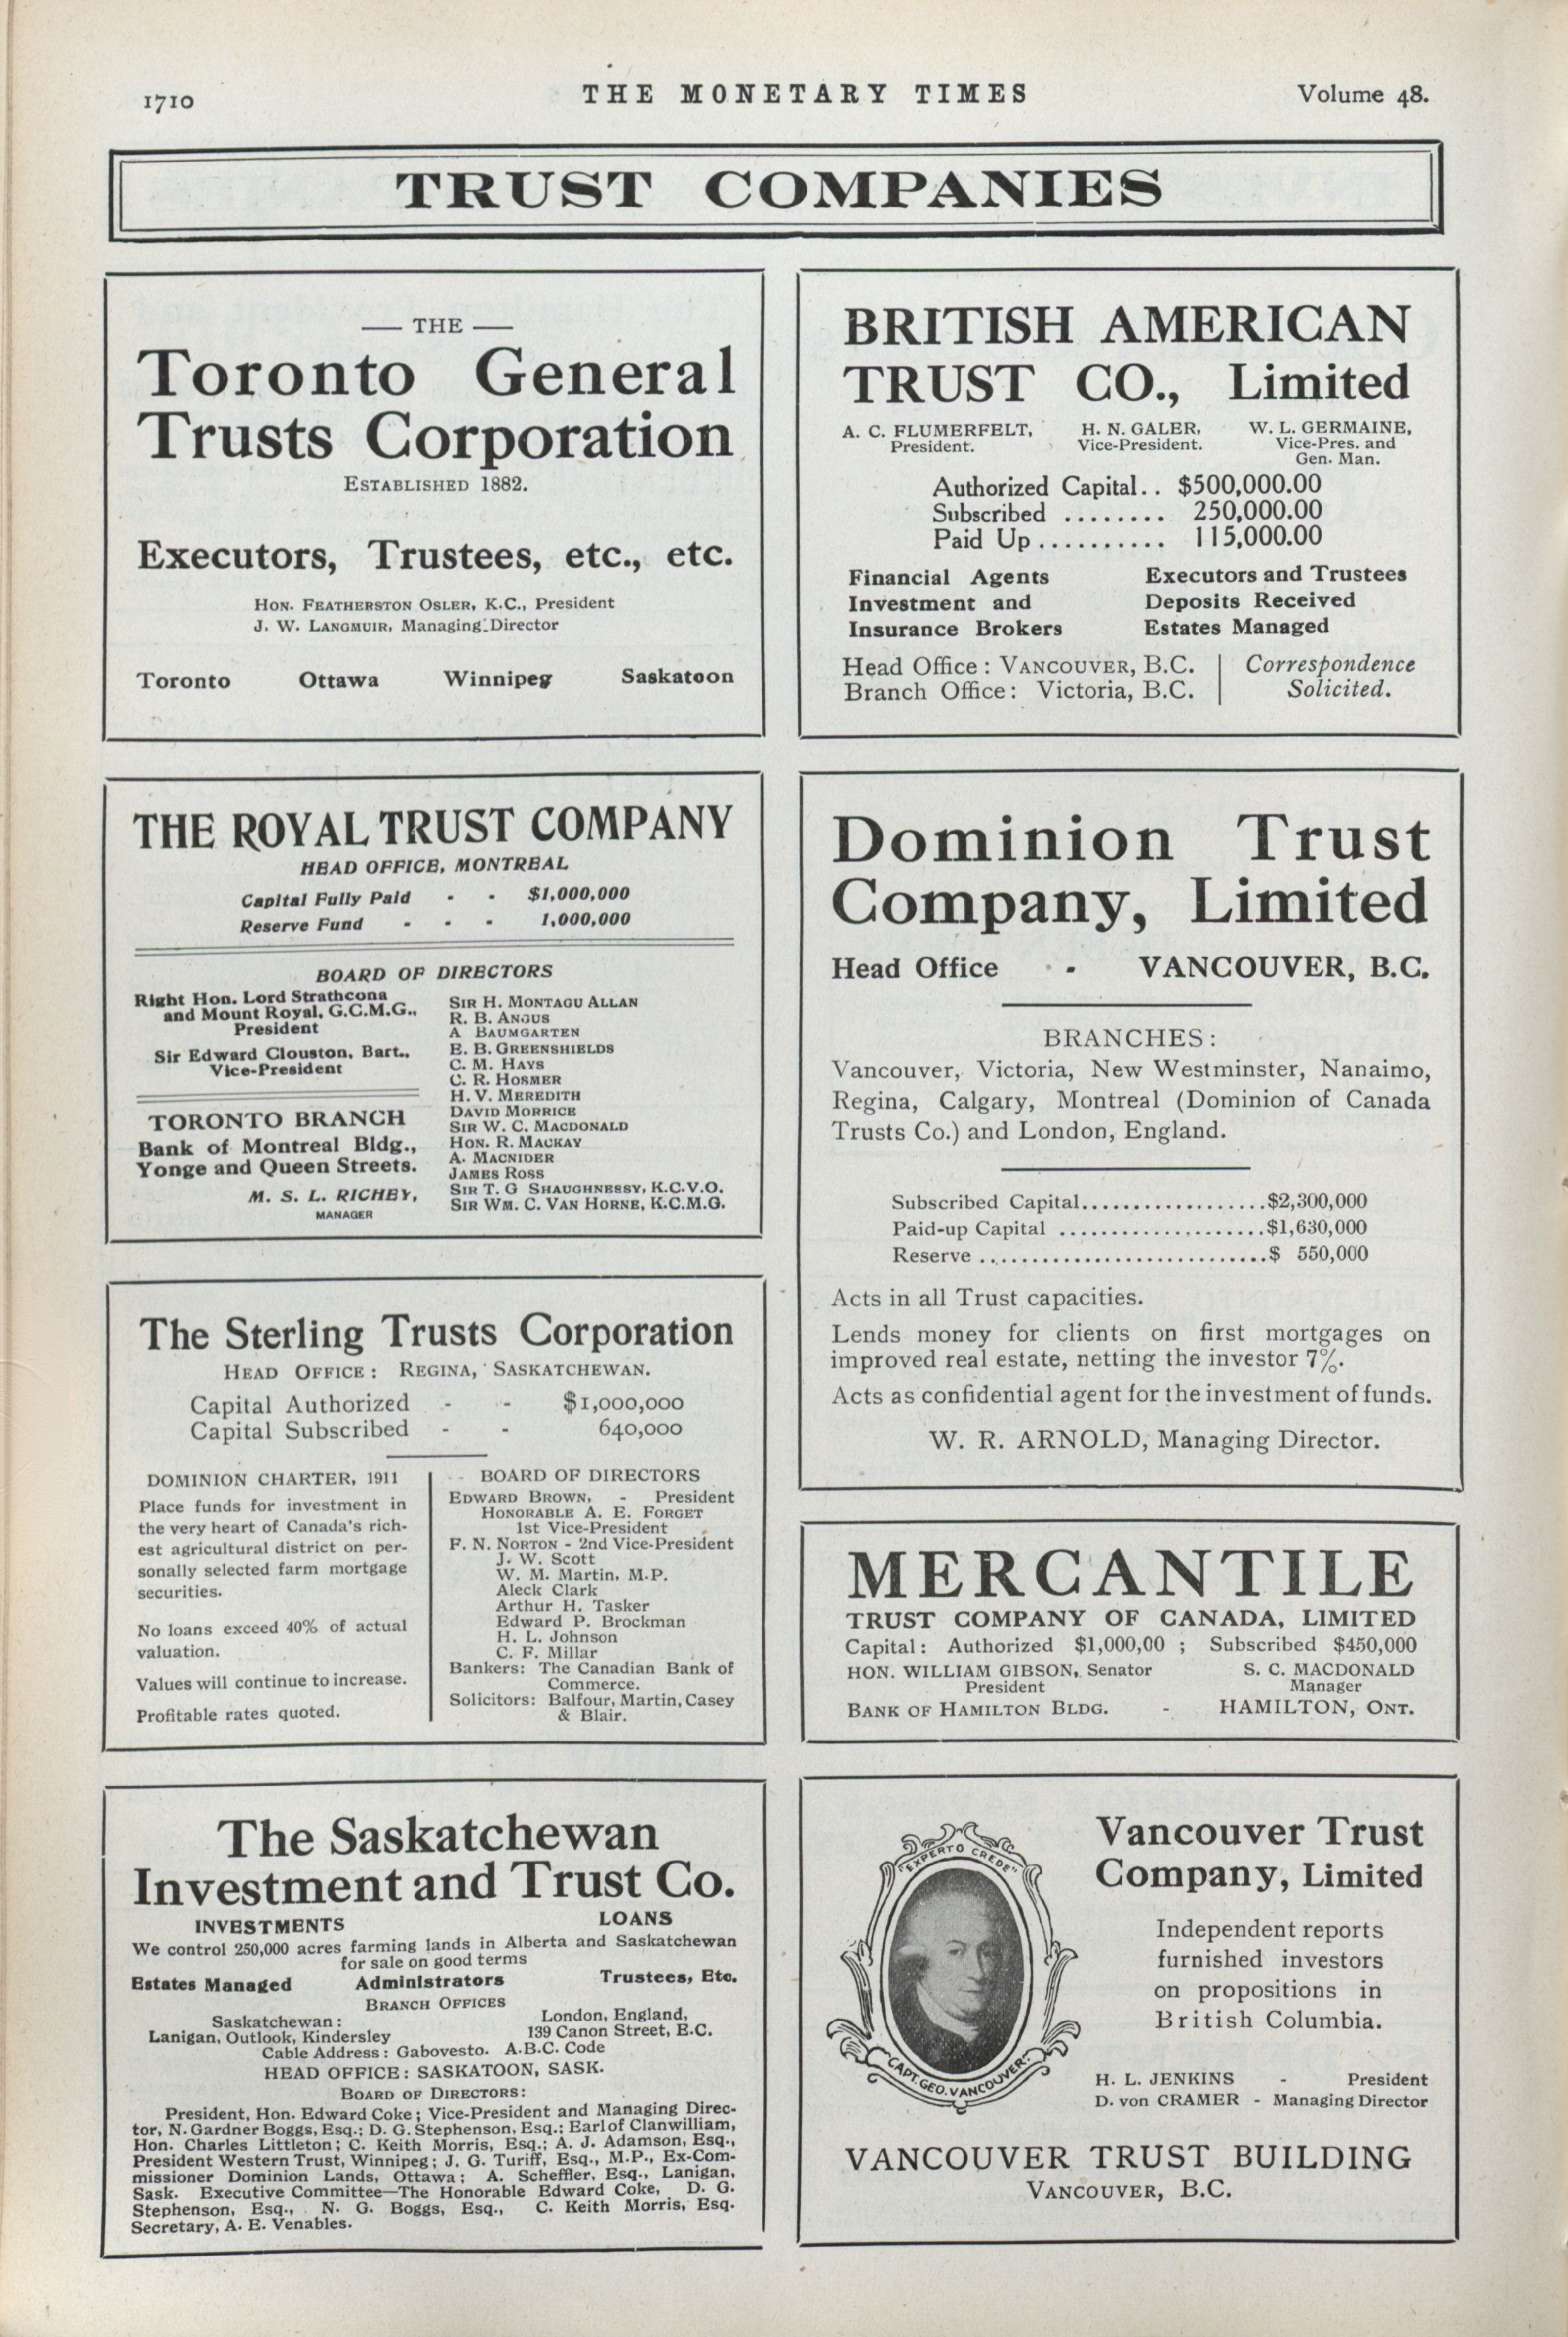 1710
THE MONETARY TIMES
Volume 48.
TRUST COMPANIES
THE
Toronto General
Trusts Corporation
ESTABLISHED 1882.
Executors, Trustees, etc., etc.
HON. FEATHERSTON OSLER, K.C., President
J. W. LANGMUIR, Managing Director
Toronto Ottawa Winnipeg Saskatoon
BRITISH AMERICAN
TRUST CO., Limited
A. C. FLUMERFELT, H. N. GALER, W. L. GERMAINE,
President. Vice-President. Vice-Pres. and
Gen. Man.
Authorized Capital.. $500,000.00
Subscribed ........ 250,000.00
Paid Up .......... 115,000.00
Financial Agents Executors and Trustees
Investment and Deposits Received
Insurance Brokers Estates Managed
Head Office : VANCOUVER, B.C. Correspondence
Branch Office : Victoria, B.C. Solicited.
THE ROYAL TRUST COMPANY
HEAD OFFICE, MONTREAL
Capital Fully Paid - - $1,000,000
Reserve Fund - - - 1,000,000
BOARD OF DIRECTORS
Right Hon. Lord Strathcona
and Mount Royal, G.C.M.G.,
President
Sir Edward Clouston, Bart.,
Vice-President
TORONTO BRANCH
Bank of Montreal Bldg.,
Yonge and Queen Streets.
M. S. L. RICHEY,
MANAGER
SIR H. MONTAGU ALLAN
R. B. ANGUS
A BAUMGARTEN
E. B. GREENSHIELDS
C. M. HAYS
C. R. HOSMER
H. V. MEREDITH
DAVID MORRICE
SIR W. C. MACDONALD
HON. R. MACKAY
A. MACNIDER
JAMES ROSS
SIR T. G SHAUGHNESSY, K.C.V.O.
SIR WM. C. VAN HORNE, K.C.M.G.
Dominion Trust
Company, Limited
Head Office - VANCOUVER, B.C.
BRANCHES :
Vancouver, Victoria, New Westminster, Nanaimo,
Regina, Calgary, Montreal (Dominion of Canada
Trusts Co.) and London, England.
Subscribed Capital...................$2,300,000
Paid-up Capital .....................$1,630,000
Reserve .............................$ 550,000
Acts in all Trust capacities.
Lends money for clients on first mortgages on
improved real estate, netting the investor 7%.
Acts as confidential agent for the investment of funds.
W. R. ARNOLD, Managing Director.
The Sterling Trusts Corporation
HEAD OFFICE : REGINA, SASKATCHEWAN.
Capital Authorized - - $1,000,000
Capital Subscribed - - 640,000
DOMINION CHARTER, 1911
Place funds for investment in
the very heart of Canada's rich-
est agricultural district on per-
sonally selected farm mortgage
securities.
No loans exceed 40% of actual
valuation.
Values will continue to increase.
Profitable rates quoted.
BOARD OF DIRECTORS
EDWARD BROWN, - President
HONORABLE A. E. FORGET
1st Vice-President
F. N. NORTON - 2nd Vice-President
J. W. Scott
W. M. Martin, M.P.
Aleck Clark
Arthur H. Tasker
Edward P. Brockman
H. L. Johnson
C. F. Millar
Bankers: The Canadian Bank of
Commerce.
Solicitors: Balfour, Martin, Casey
& Blair.
MERCANTILE
TRUST COMPANY OF CANADA, LIMITED
Capital : Authorized $1,000,00 ; Subscribed $450,000
HON. WILLIAM GIBSON, Senator S. C. MACDONALD
President Manager
BANK OF HAMILTON BLDG. - HAMILTON, ONT.
The Saskatchewan
Investment and Trust Co.
INVESTMENTS LOANS
We control 250,000 acres farming lands in Alberta and Saskatchewan
for sale on good terms
Estates Managed Administrators Trustees, Etc.
BRANCH OFFICES
Saskatchewan : London, England,
Lanigan, Outlook, Kindersley 139 Canon Street, E.C.
Cable Address : Gabovesto. A.B.C. Code
HEAD OFFICE : SASKATOON, SASK.
BOARD OF DIRECTORS :
President, Hon. Edward Coke ; Vice-President and Managing Direc-
tor, N. Gardner Boggs, Esq.; D. G. Stephenson, Esq.; Earl of Clanwilliam,
Hon. Charles Littleton ; C. Keith Morris, Esq.; A. J. Adamson, Esq.,
President Western Trust, Winnipeg ; J. G. Turiff, Esq., M.P., Ex-Com-
missioner Dominion Lands, Ottawa ; A. Scheffler, Esq., Lanigan,
Sask. Executive Committee—The Honorable Edward Coke, D. G.
Stephenson, Esq., N. G. Boggs, Esq., C. Keith Morris, Esq.
Secretary, A. E. Venables.
"EXPERTO CREDE"
CAPT. GEO. VANCOUVER.
Vancouver Trust
Company, Limited
Independent reports
furnished investors
on propositions in
British Columbia.
H. L. JENKINS - President
D. von CRAMER - Managing Director
VANCOUVER TRUST BUILDING
VANCOUVER, B.C.